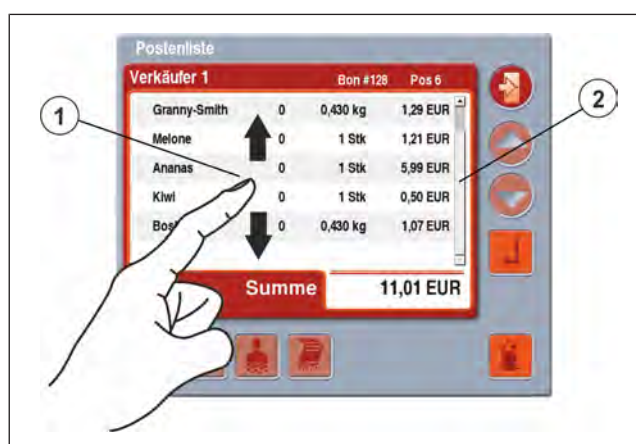 Postenliste
Verkäufer 1 Bon #128 Pos 6
Granny-Smith 0 0,430 kg 1,29 EUR
Melone 0 1 Stk 1,21 EUR
Ananas 0 1 Stk 5,99 EUR
Kiwi 0 1 Stk 0,50 EUR
0 0,430 kg 1,07 EUR
Summe 11,01 EUR
1
2